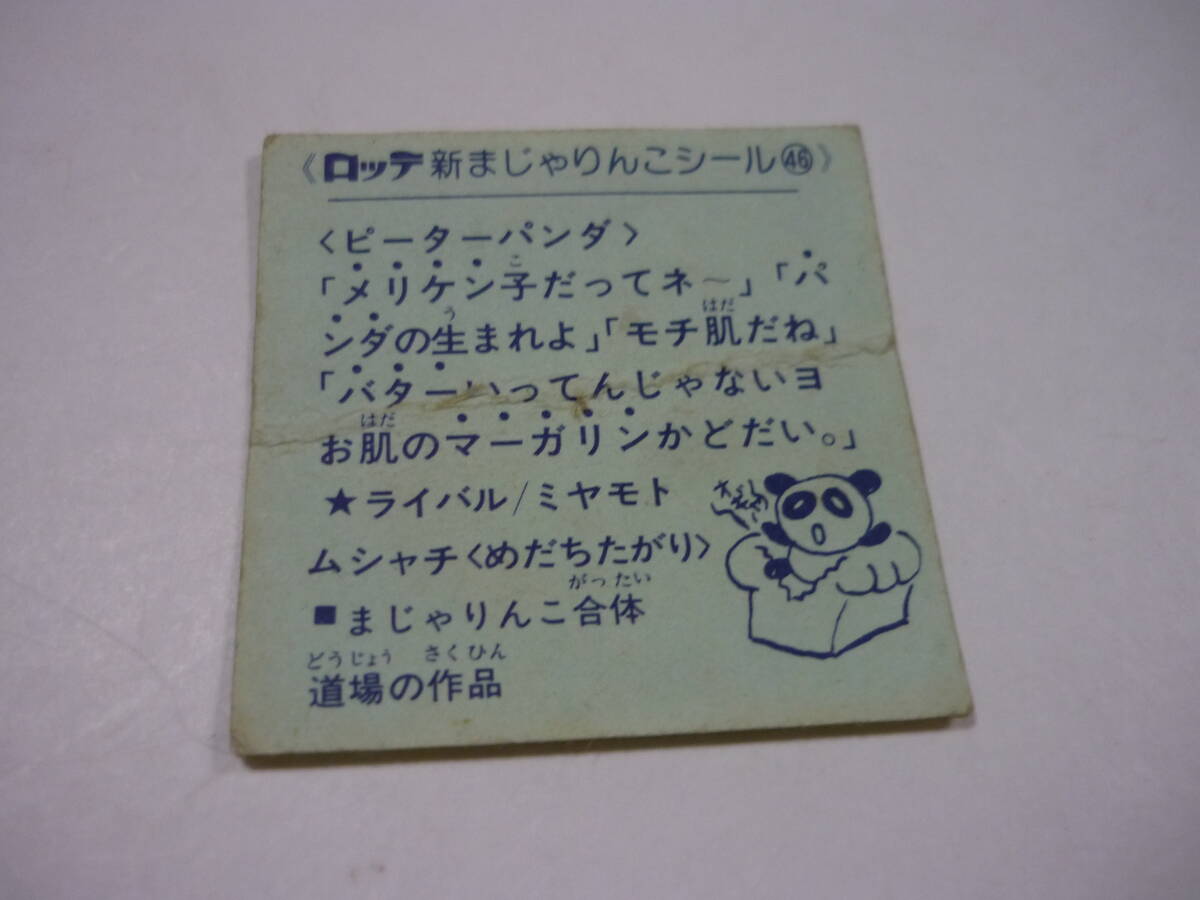 《ロッテ 新まじゃりんこシール㊻》
〈ピーターパンダ〉
「メリケン子だってネ～」「パ
ンダの生まれよ」「モチ肌だね」
「バターいってんじゃないヨ
お肌のマーガリンかどだい。」
★ライバル/ミヤモト
ムシャチ〈めだちたがり〉
■まじゃりんこ合体
道場の作品